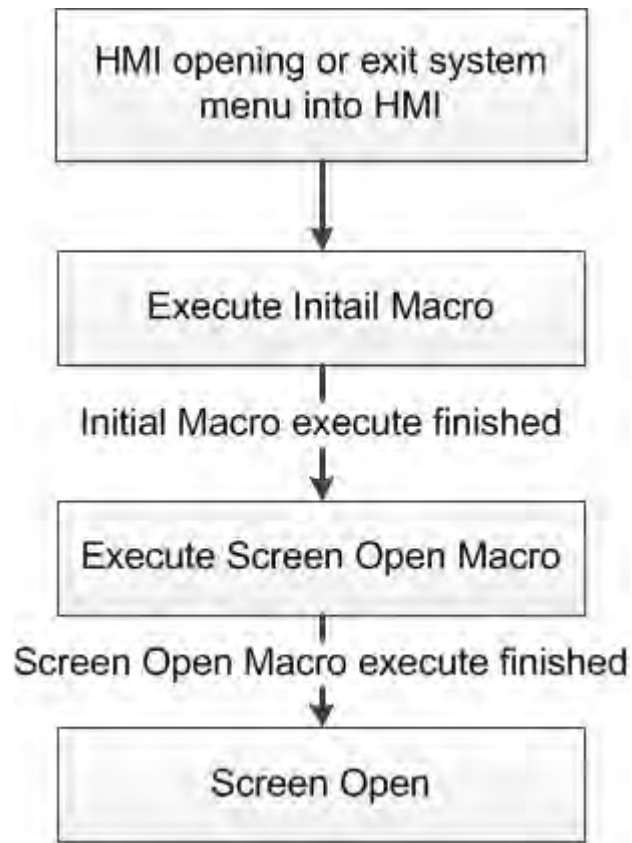 HMI opening or exit system
menu into HMI
Execute Initail Macro
Initial Macro execute finished
Execute Screen Open Macro
Screen Open Macro execute finished
Screen Open